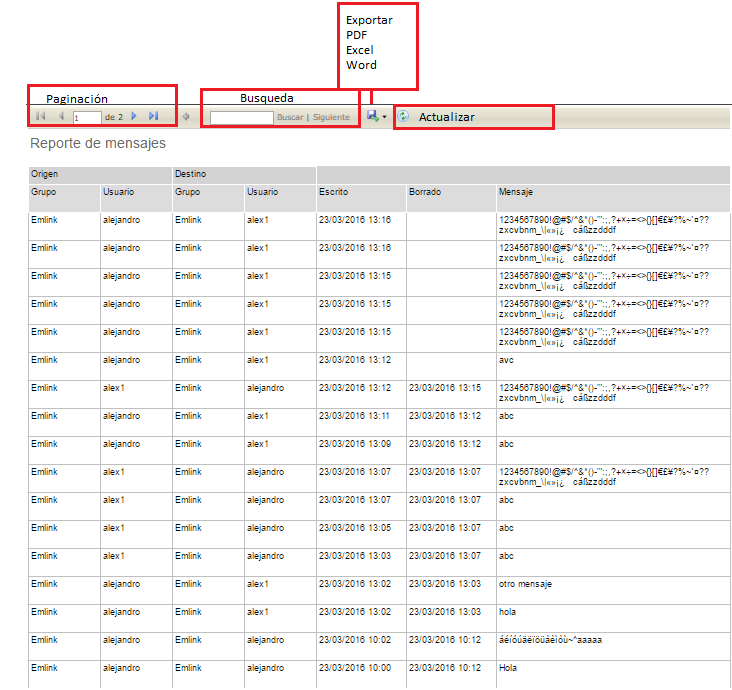 Exportar
PDF
Excel
Word
Paginación
Busqueda
1 de 2 Buscar | Siguiente Actualizar
Reporte de mensajes
Origen Destino
Grupo Usuario Grupo Usuario Escrito Borrado Mensaje
Emlink alejandro Emlink alex1 23/03/2016 13:16 1234567890!@#$/^&*()-'":;,?+×÷=<>{}[]€£¥?%~`¤??
zxcvbnm_\|«»¡¿ cáßzzdddf
Emlink alejandro Emlink alex1 23/03/2016 13:16 1234567890!@#$/^&*()-'":;,?+×÷=<>{}[]€£¥?%~`¤??
zxcvbnm_\|«»¡¿ cáßzzdddf
Emlink alejandro Emlink alex1 23/03/2016 13:15 1234567890!@#$/^&*()-'":;,?+×÷=<>{}[]€£¥?%~`¤??
zxcvbnm_\|«»¡¿ cáßzzdddf
Emlink alejandro Emlink alex1 23/03/2016 13:15 1234567890!@#$/^&*()-'":;,?+×÷=<>{}[]€£¥?%~`¤??
zxcvbnm_\|«»¡¿ cáßzzdddf
Emlink alejandro Emlink alex1 23/03/2016 13:15 1234567890!@#$/^&*()-'":;,?+×÷=<>{}[]€£¥?%~`¤??
zxcvbnm_\|«»¡¿ cáßzzdddf
Emlink alejandro Emlink alex1 23/03/2016 13:12 avc
Emlink alex1 Emlink alejandro 23/03/2016 13:12 23/03/2016 13:15 1234567890!@#$/^&*()-'":;,?+×÷=<>{}[]€£¥?%~`¤??
zxcvbnm_\|«»¡¿ cáßzzdddf
Emlink alejandro Emlink alex1 23/03/2016 13:11 23/03/2016 13:12 abc
Emlink alejandro Emlink alex1 23/03/2016 13:09 23/03/2016 13:12 abc
Emlink alex1 Emlink alejandro 23/03/2016 13:07 23/03/2016 13:07 1234567890!@#$/^&*()-'":;,?+×÷=<>{}[]€£¥?%~`¤??
zxcvbnm_\|«»¡¿ cáßzzdddf
Emlink alex1 Emlink alejandro 23/03/2016 13:07 23/03/2016 13:07 abc
Emlink alex1 Emlink alejandro 23/03/2016 13:05 23/03/2016 13:07 abc
Emlink alex1 Emlink alejandro 23/03/2016 13:03 23/03/2016 13:07 abc
Emlink alejandro Emlink alex1 23/03/2016 13:02 23/03/2016 13:03 otro mensaje
Emlink alejandro Emlink alex1 23/03/2016 13:02 23/03/2016 13:03 hola
Emlink alejandro Emlink alex1 23/03/2016 10:02 23/03/2016 10:12 áéíóúäëïöüàèìòù~^aaaaa
Emlink alejandro Emlink alex1 23/03/2016 10:00 23/03/2016 10:12 Hola